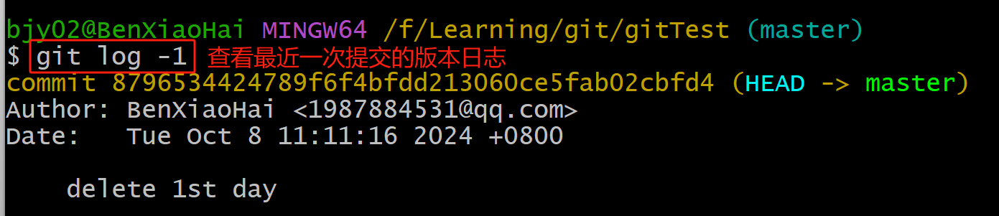 bjy02@BenXiaoHai MINGW64 /f/Learning/git/gitTest (master)
$ git log -1 查看最近一次提交的版本日志
commit 8796534424789f6f4bfdd213060ce5fab02cbfd4 (HEAD -> master)
Author: BenXiaoHai <1987884531@qq.com>
Date:   Tue Oct 8 11:11:16 2024 +0800
    delete 1st day